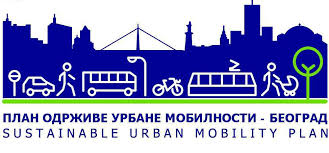 ПЛАН ОДРЖИВЕ УРБАНЕ МОБИЛНОСТИ - БЕОГРАД
SUSTAINABLE URBAN MOBILITY PLAN